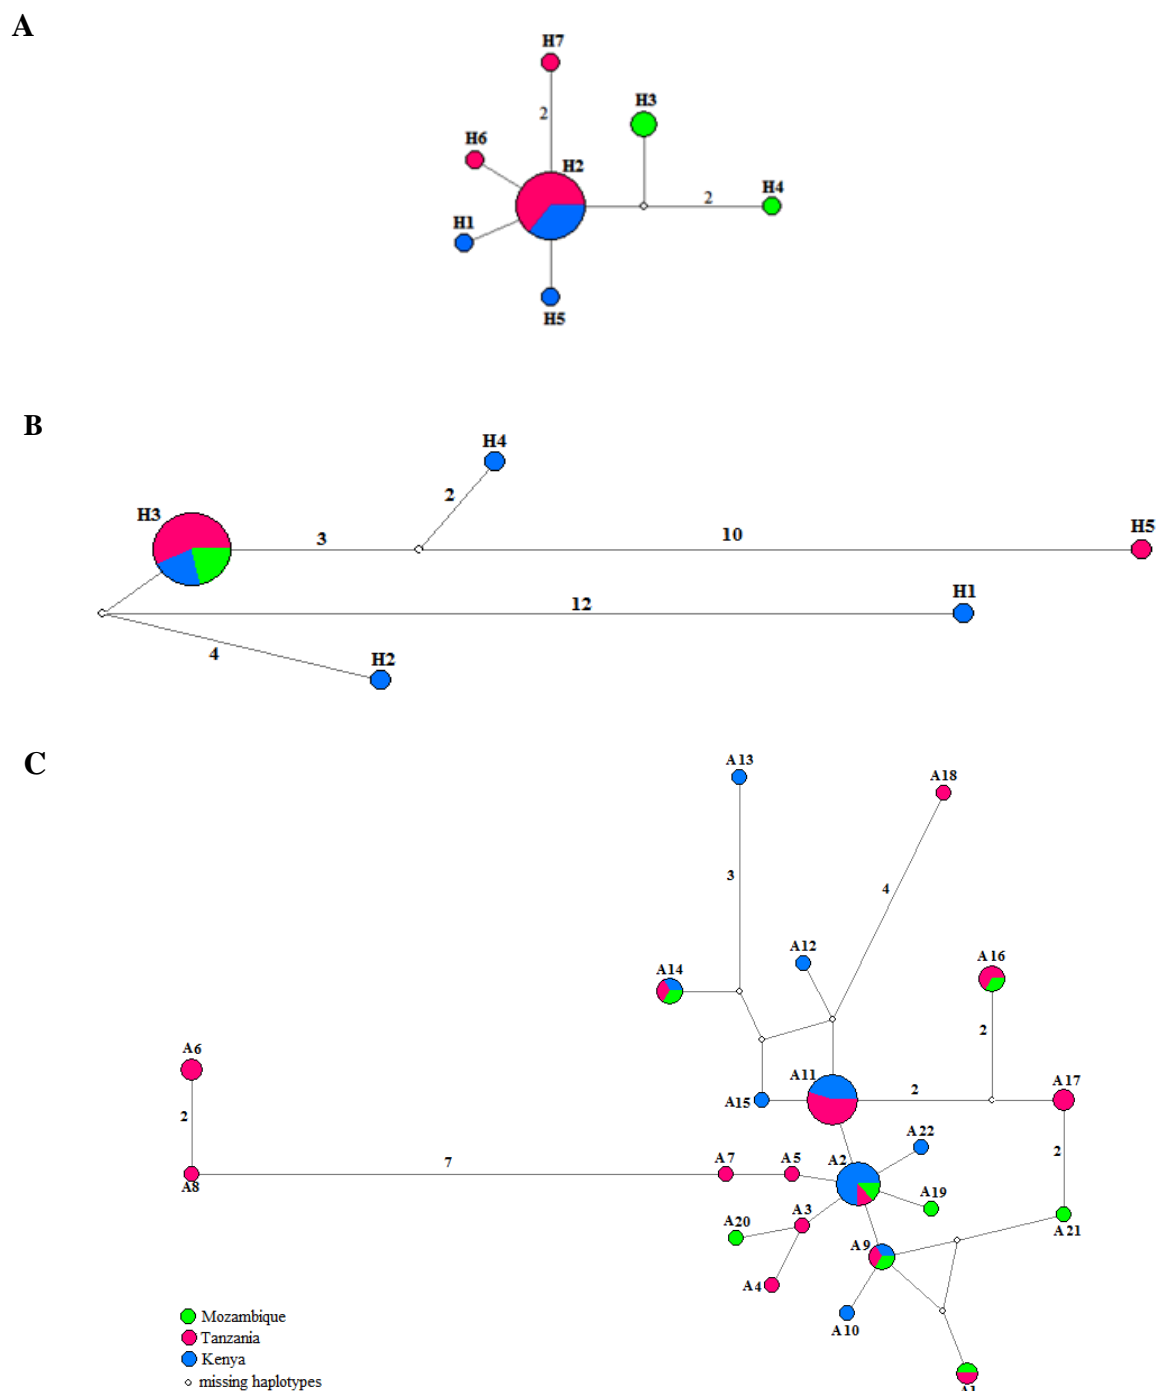 A
H7
2
H3
H6
H2
H4
2
H1
H5
B
H4
2
H3
3
10
H5
H1
12
4
H2
C
A13
A18
3
4
A12
A14
A16
2
A6
A11
2
A17
A15
2
A22
2
7
A7
A5
A2
A8
A19
A3
A20
A21
A9
A4
A10
Mozambique
Tanzania
Kenya
missing haplotypes
A1